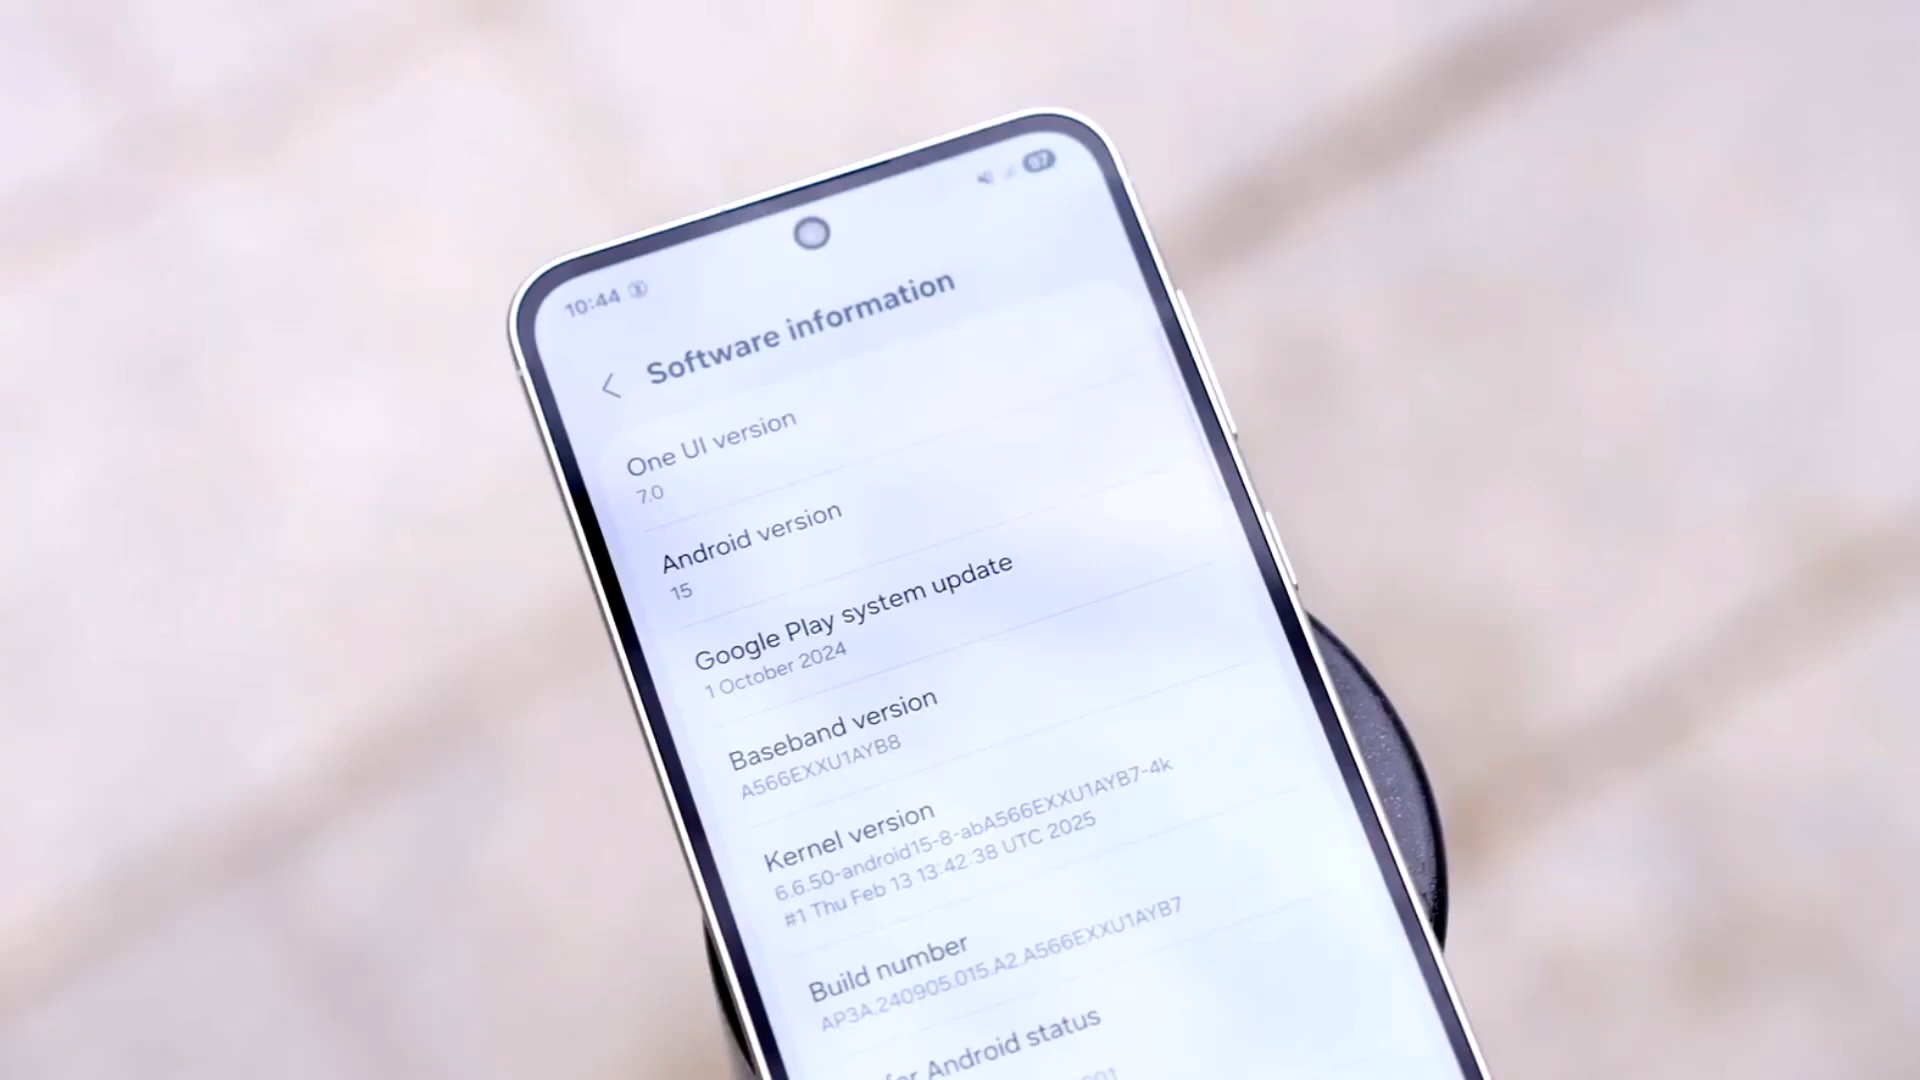 10:44
87
Software information
One UI version
7.0
Android version
15
Google Play system update
1 October 2024
Baseband version
A566EXXU1AYB8
Kernel version
6.6.50-android15-8-abA566EXXU1AYB7-4k
#1 Thu Feb 13 13:42:38 UTC 2025
Build number
AP3A.240905.015.A2.A566EXXU1AYB7
for Android status